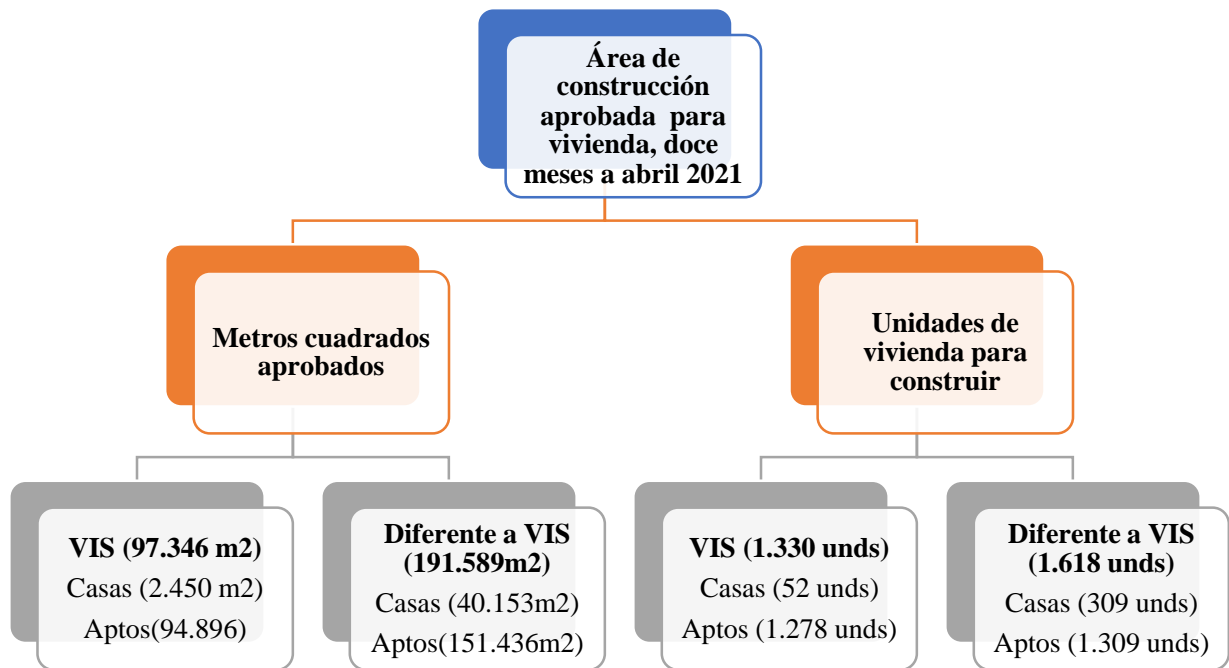 Área de
construcción
aprobada para
vivienda, doce
meses a abril 2021
Metros cuadrados
aprobados
Unidades de
vivienda para
construir
VIS (97.346 m2)
Casas (2.450 m2)
Aptos(94.896)
Diferente a VIS
(191.589m2)
Casas (40.153m2)
Aptos(151.436m2)
VIS (1.330 unds)
Casas (52 unds)
Aptos (1.278 unds)
Diferente a VIS
(1.618 unds)
Casas (309 unds)
Aptos (1.309 unds)